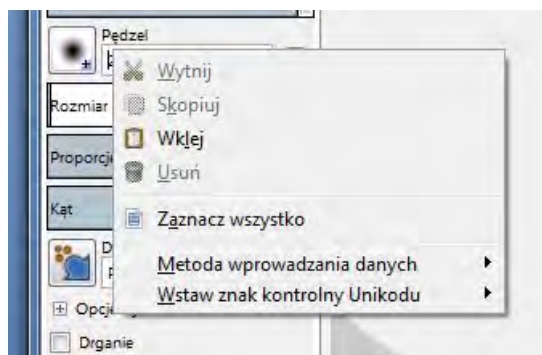 Pędzel
Wytnij
Skopiuj
Rozmiar
Wklej
Proporcje
Usuń
Kąt
Zaznacz wszystko
Metoda wprowadzania danych
Wstaw znak kontrolny Unikodu
Opcje
Drganie